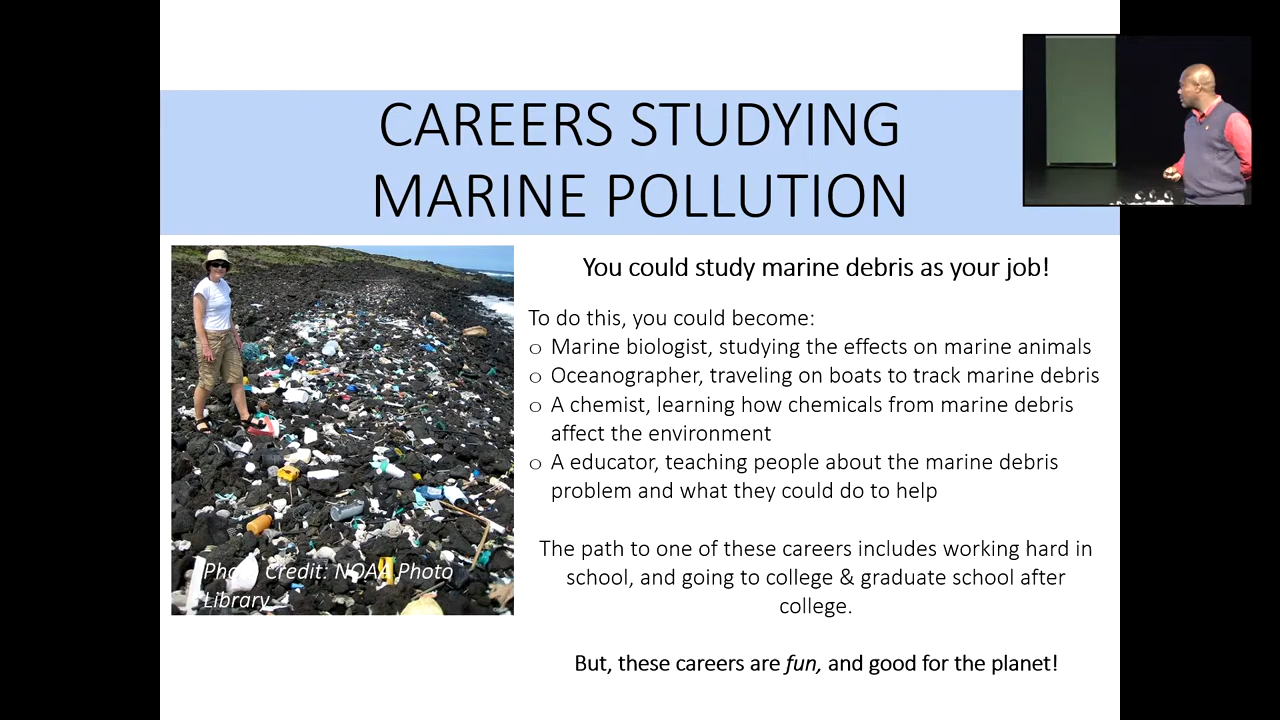 CAREERS STUDYING
MARINE POLLUTION
You could study marine debris as your job!
To do this, you could become:
o Marine biologist, studying the effects on marine animals
o Oceanographer, traveling on boats to track marine debris
o A chemist, learning how chemicals from marine debris
affect the environment
o A educator, teaching people about the marine debris
problem and what they could do to help
The path to one of these careers includes working hard in
school, and going to college & graduate school after
college.
But, these careers are fun, and good for the planet!
Photo Credit: NOAA Photo
Library